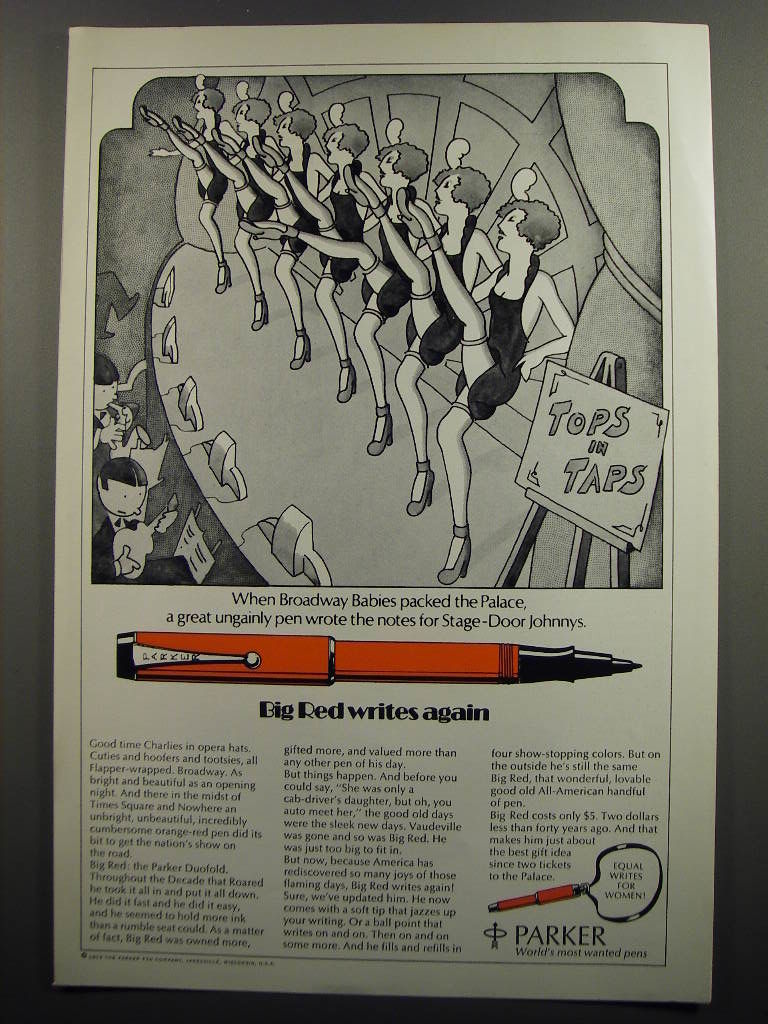 TOPS
IN
TAPS
When Broadway Babies packed the Palace,
a great ungainly pen wrote the notes for Stage-Door Johnnys.
PARKER
Big Red writes again
Good time Charlies in opera hats.
Cuties and hoofers and tootsies, all
Flapper-wrapped. Broadway. As
bright and beautiful as an opening
night. And there in the midst of
Times Square and Nowhere an
unbright, unbeautiful, incredibly
cumbersome orange-red pen did its
bit to get the nation's show on
the road.
Big Red: the Parker Duofold.
Throughout the Decade that Roared
he took it all in and put it all down.
He did it fast and he did it easy,
and he seemed to hold more ink
than a rumble seat could. As a matter
of fact, Big Red was owned more,
gifted more, and valued more than
any other pen of his day.
But things happen. And before you
could say, "She was only a
cab-driver's daughter, but oh, you
auto meet her," the good old days
were the sleek new days. Vaudeville
was gone and so was Big Red. He
was just too big to fit in.
But now, because America has
rediscovered so many joys of those
flaming days, Big Red writes again!
Sure, we've updated him. He now
comes with a soft tip that jazzes up
your writing. Or a ball point that
writes on and on. Then on and on
some more. And he fills and refills in
four show-stopping colors. But on
the outside he's still the same
Big Red, that wonderful, lovable
good old All-American handful
of pen.
Big Red costs only $5. Two dollars
less than forty years ago. And that
makes him just about
the best gift idea
since two tickets
to the Palace.
EQUAL
WRITES
FOR
WOMEN!
PARKER
World's most wanted pens
THE PARKER PEN COMPANY, JANESVILLE, WISCONSIN, U.S.A.